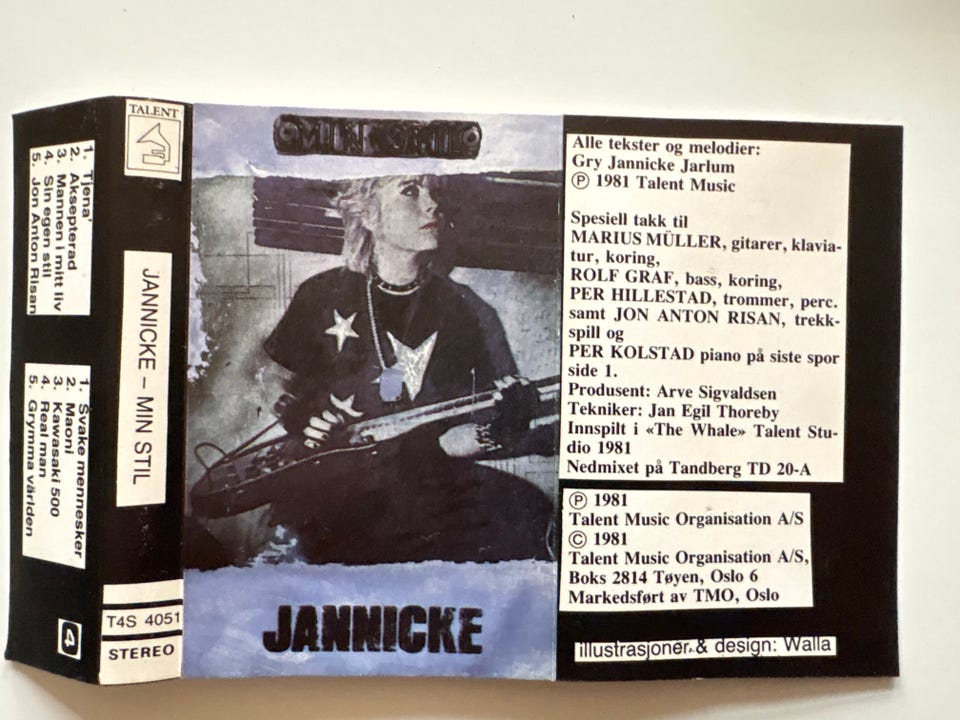 1. Tjena'
2. Aksepterad
3. Mannen i mitt liv
4. Sin egen stil
5. Jon Anton Risan
1. Svake mennesker
2. Maoni
3. Kawasaki 500
4. Real man
5. Grymma världen
TALENT
JANNICKE – MIN STIL
T4S 4051
STEREO
4
MIN STIL
JANNICKE
Alle tekster og melodier:
Gry Jannicke Jarlum
Ⓟ 1981 Talent Music
Spesiell takk til
MARIUS MÜLLER, gitarer, klavia-
tur, koring,
ROLF GRAF, bass, koring,
PER HILLESTAD, trommer, perc.
samt JON ANTON RISAN, trekk-
spill og
PER KOLSTAD piano på siste spor
side 1.
Produsent: Arve Sigvaldsen
Tekniker: Jan Egil Thoreby
Innspilt i «The Whale» Talent Stu-
dio 1981
Nedmixet på Tandberg TD 20-A
Ⓟ 1981
Talent Music Organisation A/S
© 1981
Talent Music Organisation A/S,
Boks 2814 Tøyen, Oslo 6
Markedsført av TMO, Oslo
illustrasjoner & design: Walla